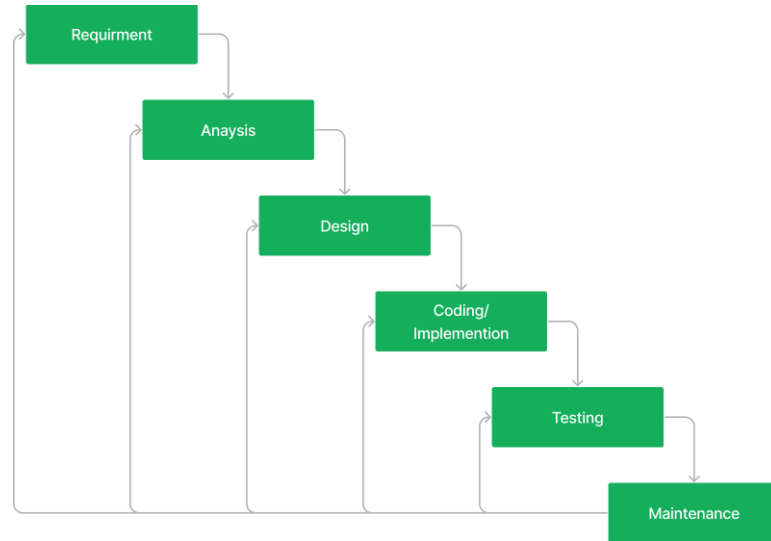 Requirment
Anaysis
Design
Coding/
Implemention
Testing
Maintenance